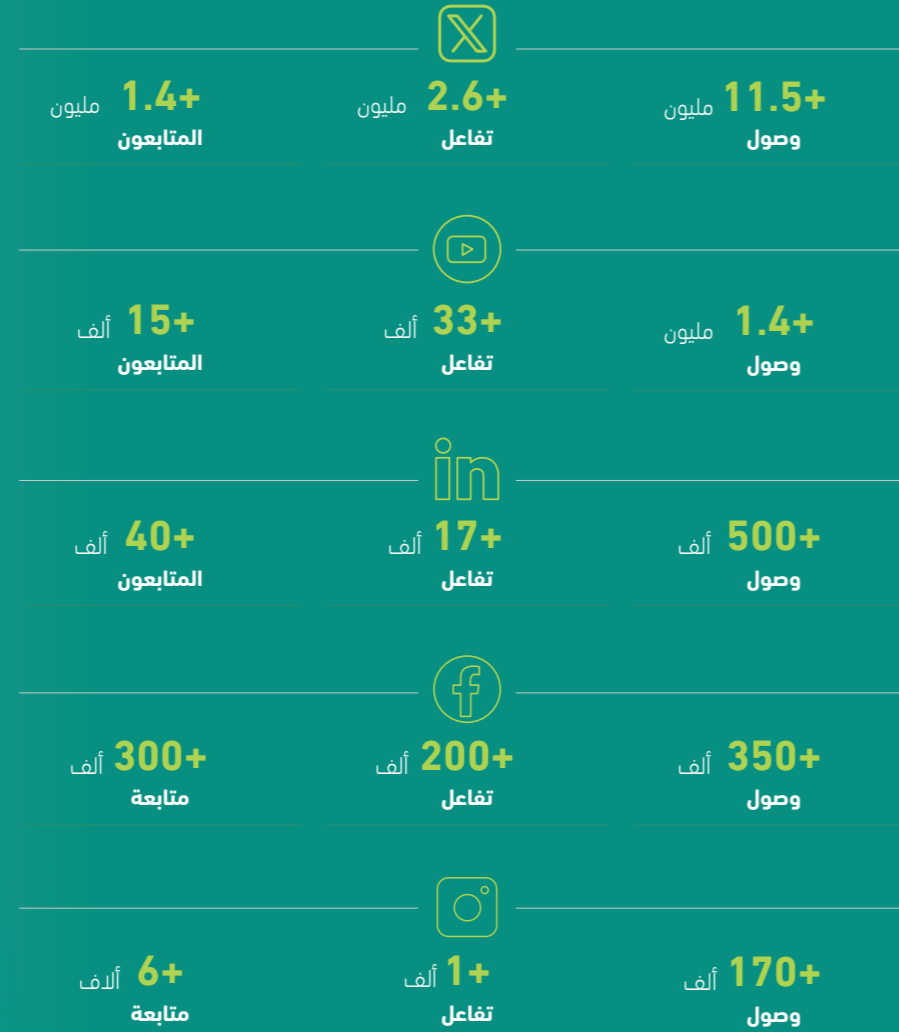 +11.5 مليون
وصول
+2.6 مليون
تفاعل
+1.4 مليون
المتابعون
+1.4 مليون
وصول
+33 ألف
تفاعل
+15 ألف
المتابعون
in
+500 ألف
وصول
+17 ألف
تفاعل
+40 ألف
المتابعون
+350 ألف
وصول
+200 ألف
تفاعل
+300 ألف
متابعة
+170 ألف
وصول
+1 ألف
تفاعل
+6 ألاف
متابعة